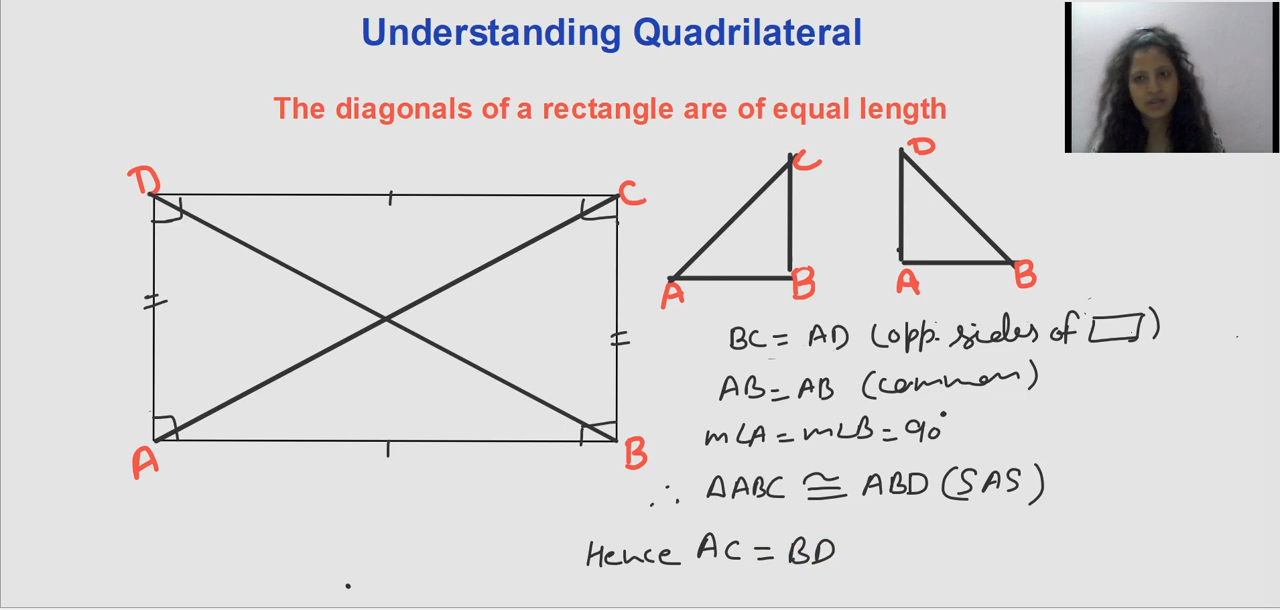 Understanding Quadrilateral
The diagonals of a rectangle are of equal length
D
C
A
B
C
A
B
D
A
B
BC = AD (opp. sides of ▭)
AB = AB (common)
m∠A = m∠B = 90°
∴ ΔABC ≅ ABD (SAS)
Hence AC = BD